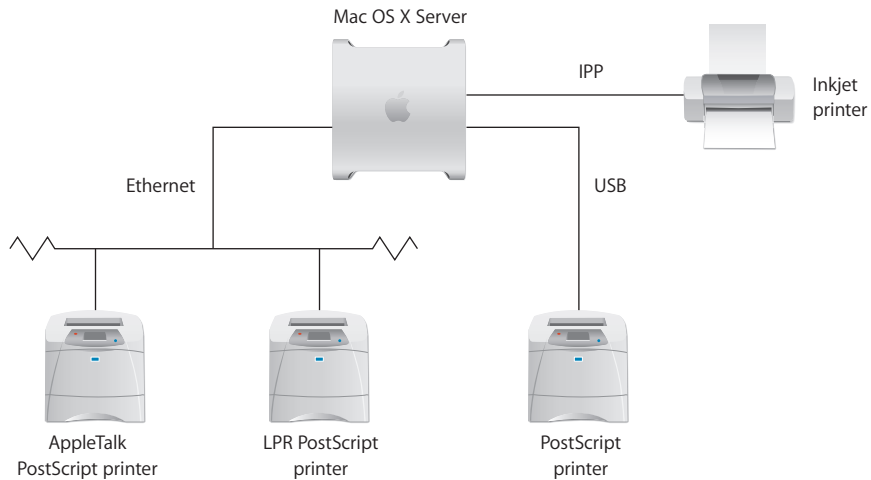 Mac OS X Server
IPP
Inkjet
printer
Ethernet
USB
AppleTalk
PostScript printer
LPR PostScript
printer
PostScript
printer